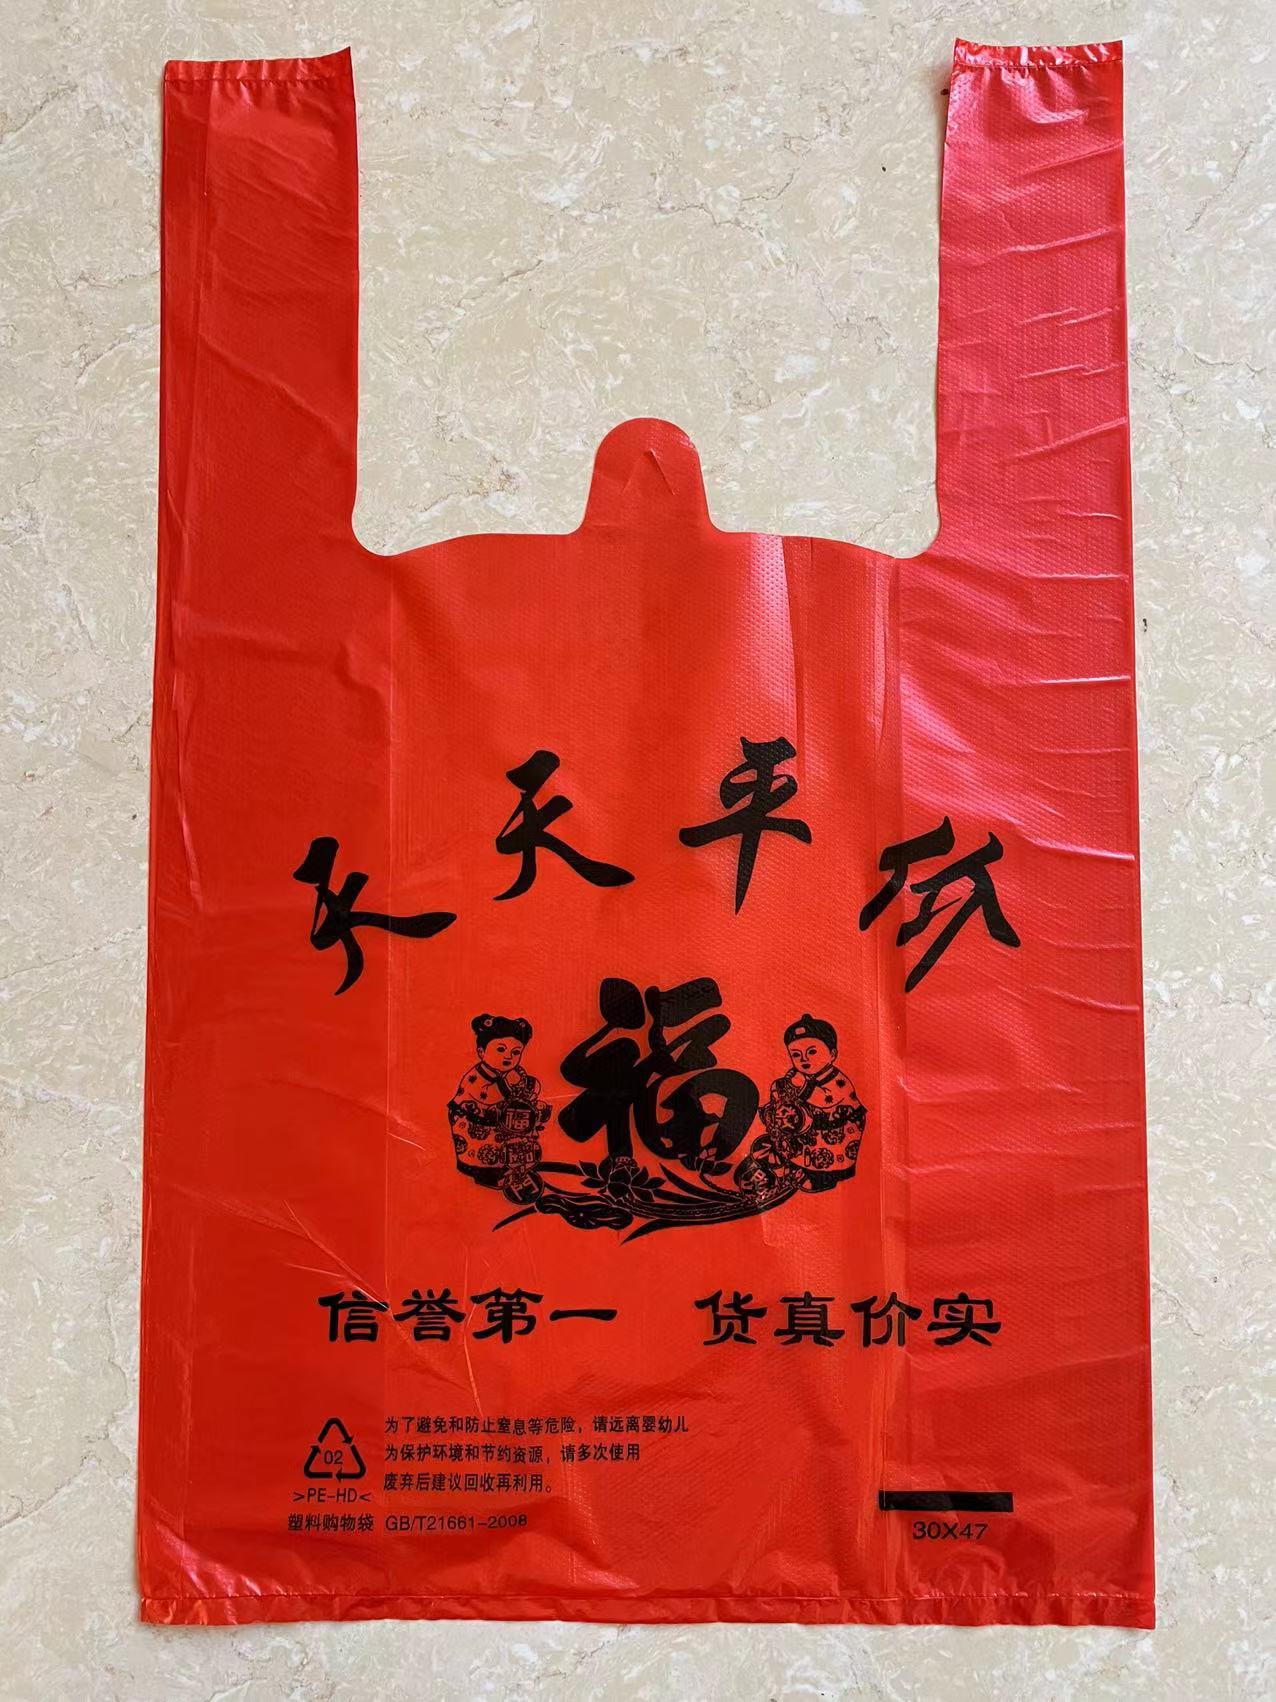 天天平价
福
福
信誉第一 货真价实
为了避免和防止窒息等危险，请远离婴幼儿
为保护环境和节约资源，请多次使用
废弃后建议回收再利用。
02
>PE-HD<
塑料购物袋 GB/T21661-2008
30X47